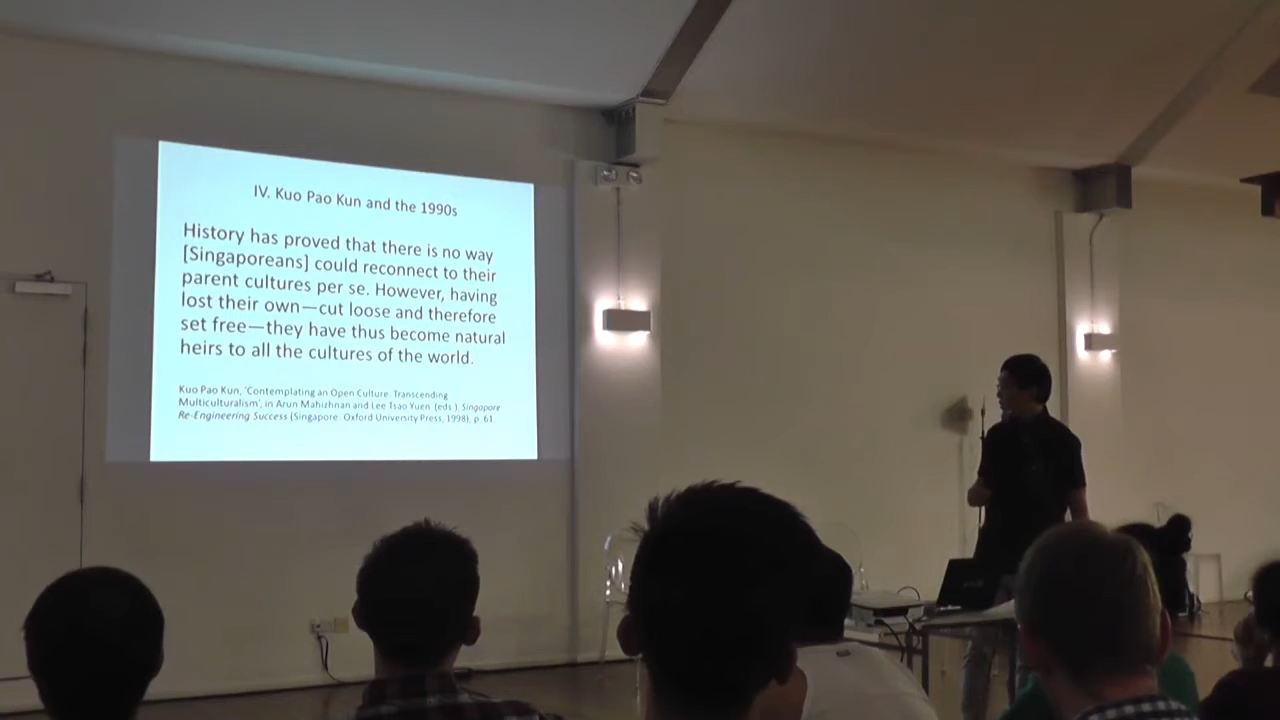 IV. Kuo Pao Kun and the 1990s
History has proved that there is no way
[Singaporeans] could reconnect to their
parent cultures per se. However, having
lost their own—cut loose and therefore
set free—they have thus become natural
heirs to all the cultures of the world.
Kuo Pao Kun, 'Contemplating an Open Culture: Transcending
Multiculturalism', in Arun Mahizhnan and Lee Tsao Yuen (eds.), Singapore
Re-Engineering Success (Singapore: Oxford University Press, 1998), p. 61.